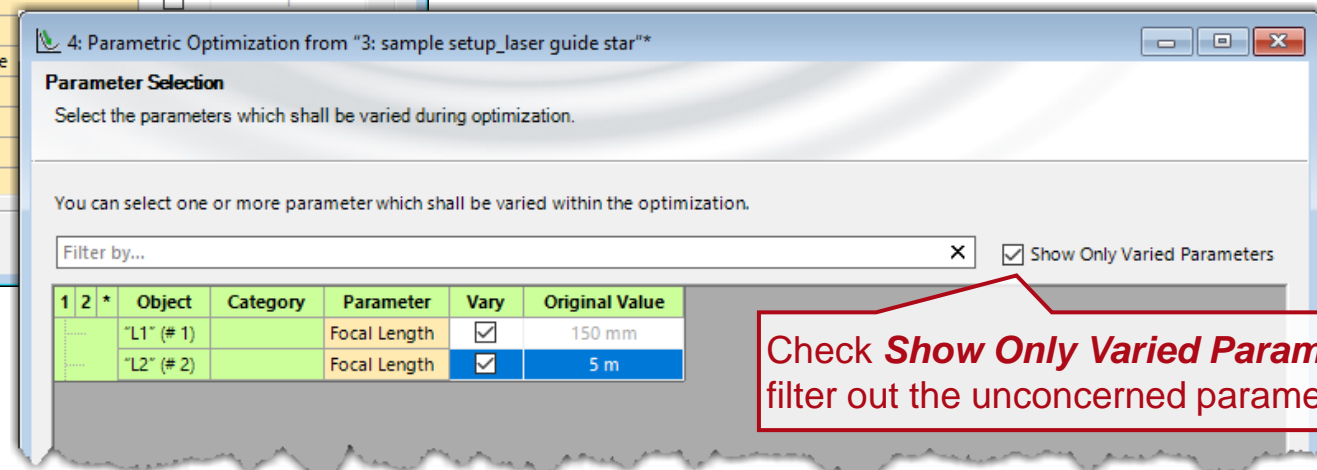 e
4: Parametric Optimization from "3: sample setup_laser guide star"*
Parameter Selection
Select the parameters which shall be varied during optimization.
You can select one or more parameter which shall be varied within the optimization.
Filter by...
Show Only Varied Parameters
1 2 * Object Category Parameter Vary Original Value
"L1" (# 1) Focal Length 150 mm
"L2" (# 2) Focal Length 5 m
Check Show Only Varied Param
filter out the unconcerned parame